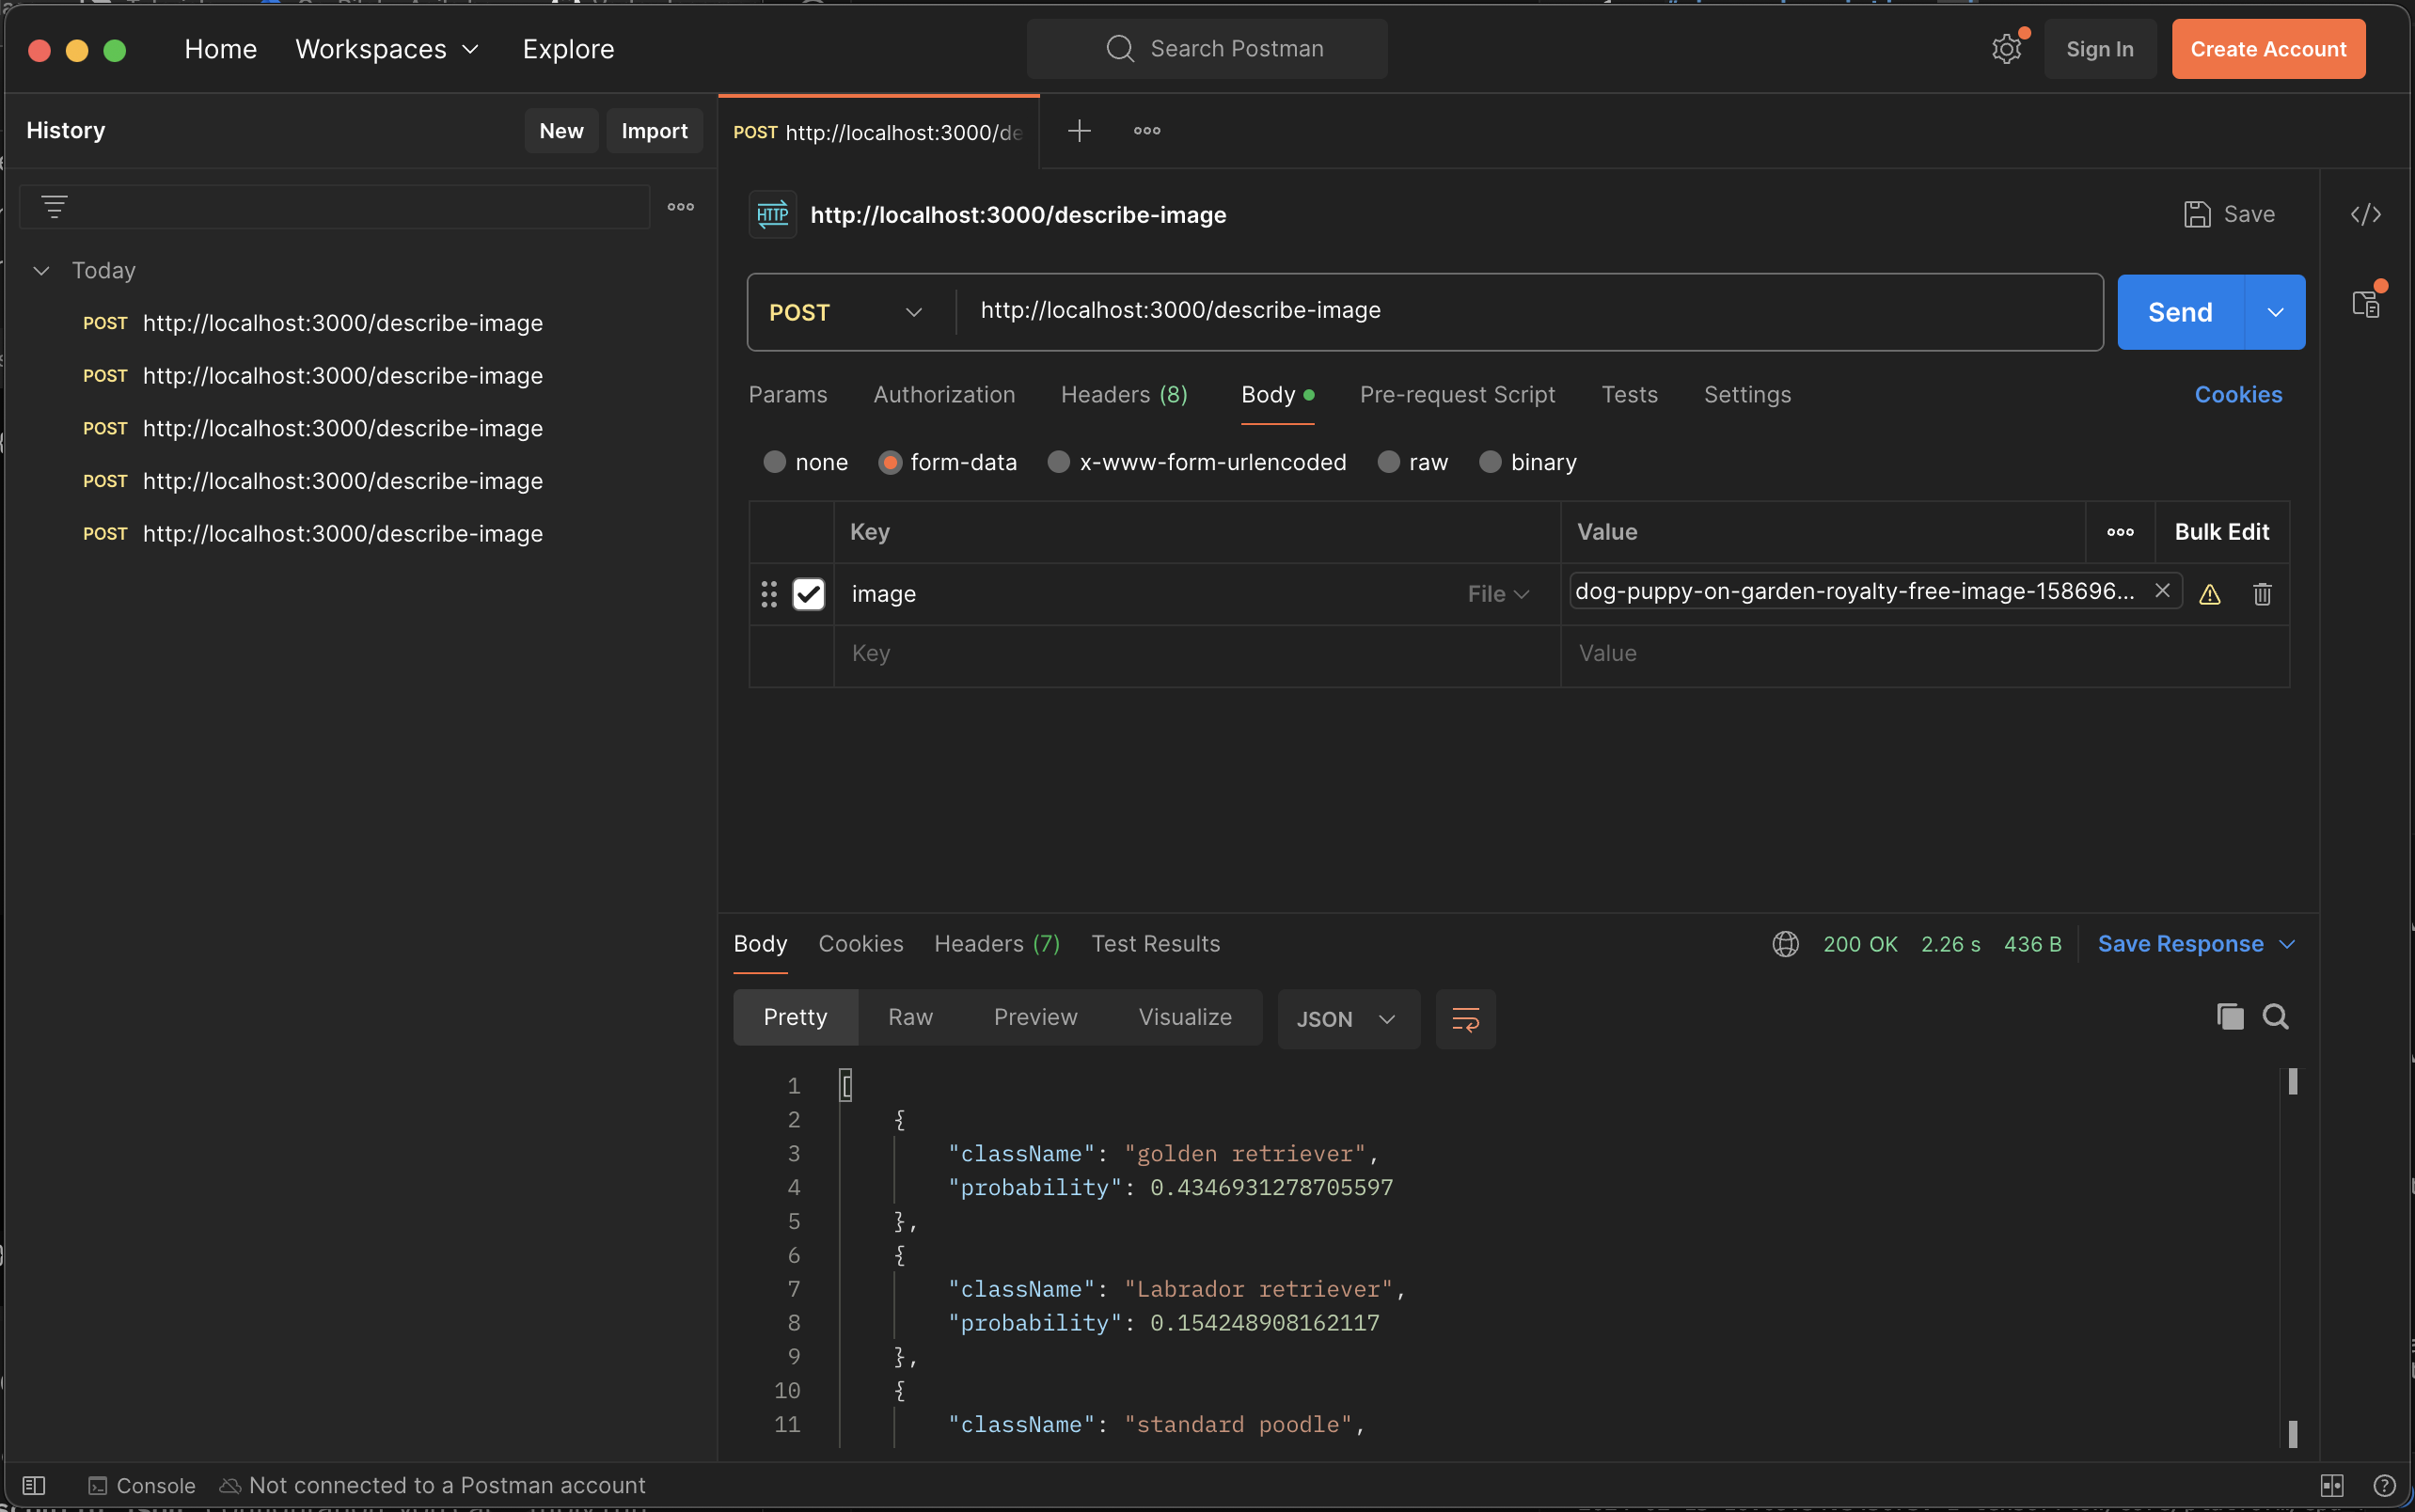 Home Workspaces Explore Search Postman Sign In Create Account
History New Import POST http://localhost:3000/de
http://localhost:3000/describe-image Save
Today
POST http://localhost:3000/describe-image
POST http://localhost:3000/describe-image
POST http://localhost:3000/describe-image
POST http://localhost:3000/describe-image
POST http://localhost:3000/describe-image
POST http://localhost:3000/describe-image Send
Params Authorization Headers (8) Body Pre-request Script Tests Settings Cookies
none form-data x-www-form-urlencoded raw binary
Key Value Bulk Edit
image File dog-puppy-on-garden-royalty-free-image-158696...
Key Value
Body Cookies Headers (7) Test Results 200 OK 2.26 s 436 B Save Response
Pretty Raw Preview Visualize JSON
1 [
2 {
3 "className": "golden retriever",
4 "probability": 0.4346931278705597
5 },
6 {
7 "className": "Labrador retriever",
8 "probability": 0.154248908162117
9 },
10 {
11 "className": "standard poodle",
Console Not connected to a Postman account